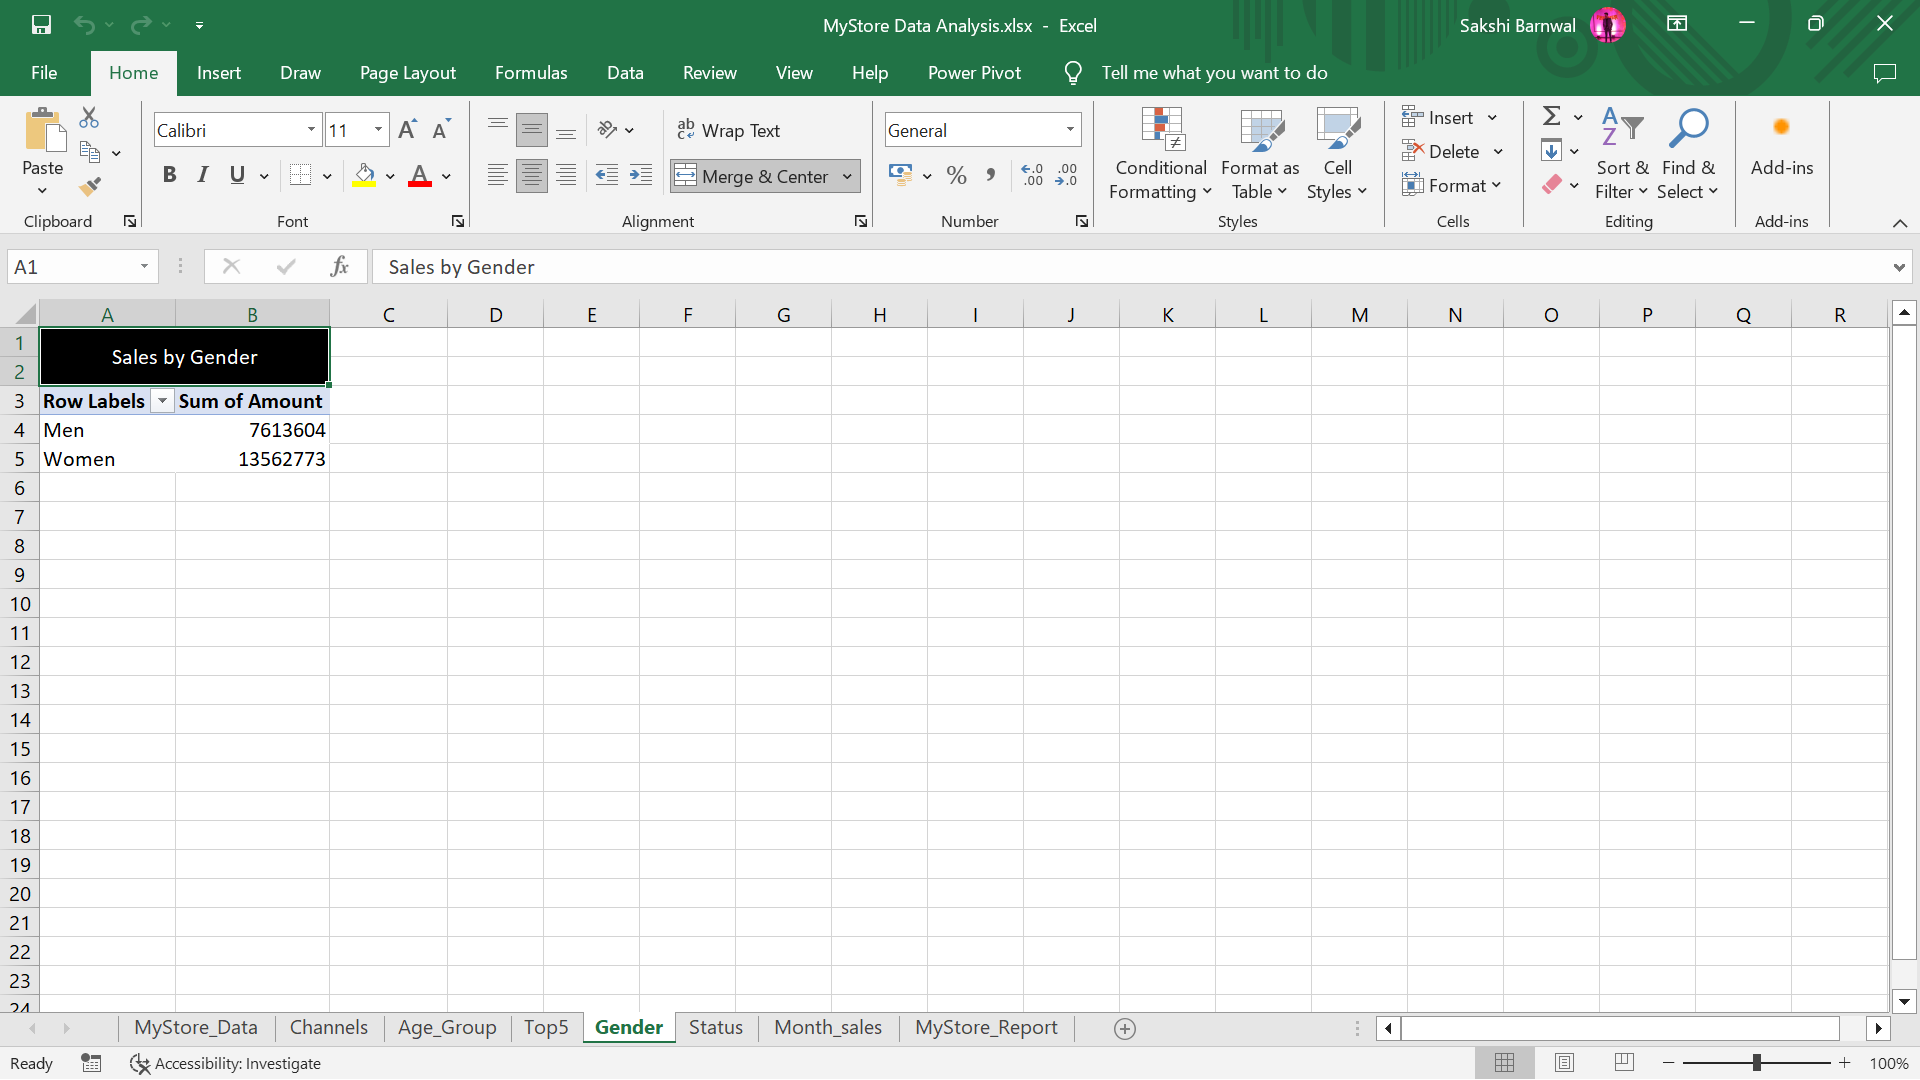 MyStore Data Analysis.xlsx - Excel
Sakshi Barnwal
File Home Insert Draw Page Layout Formulas Data Review View Help Power Pivot Tell me what you want to do
Paste
Clipboard
Calibri 11
B I U A
Font
ab Wrap Text
Merge & Center
Alignment
General
% ,
Number
Conditional Formatting
Format as Table
Cell Styles
Styles
Insert
Delete
Format
Cells
Sort & Filter
Find & Select
Editing
Add-ins
Add-ins
A1 fx Sales by Gender
A B C D E F G H I J K L M N O P Q R
1 Sales by Gender
2
3 Row Labels Sum of Amount
4 Men 7613604
5 Women 13562773
6
7
8
9
10
11
12
13
14
15
16
17
18
19
20
21
22
23
24
MyStore_Data Channels Age_Group Top5 Gender Status Month_sales MyStore_Report
Ready Accessibility: Investigate 100%